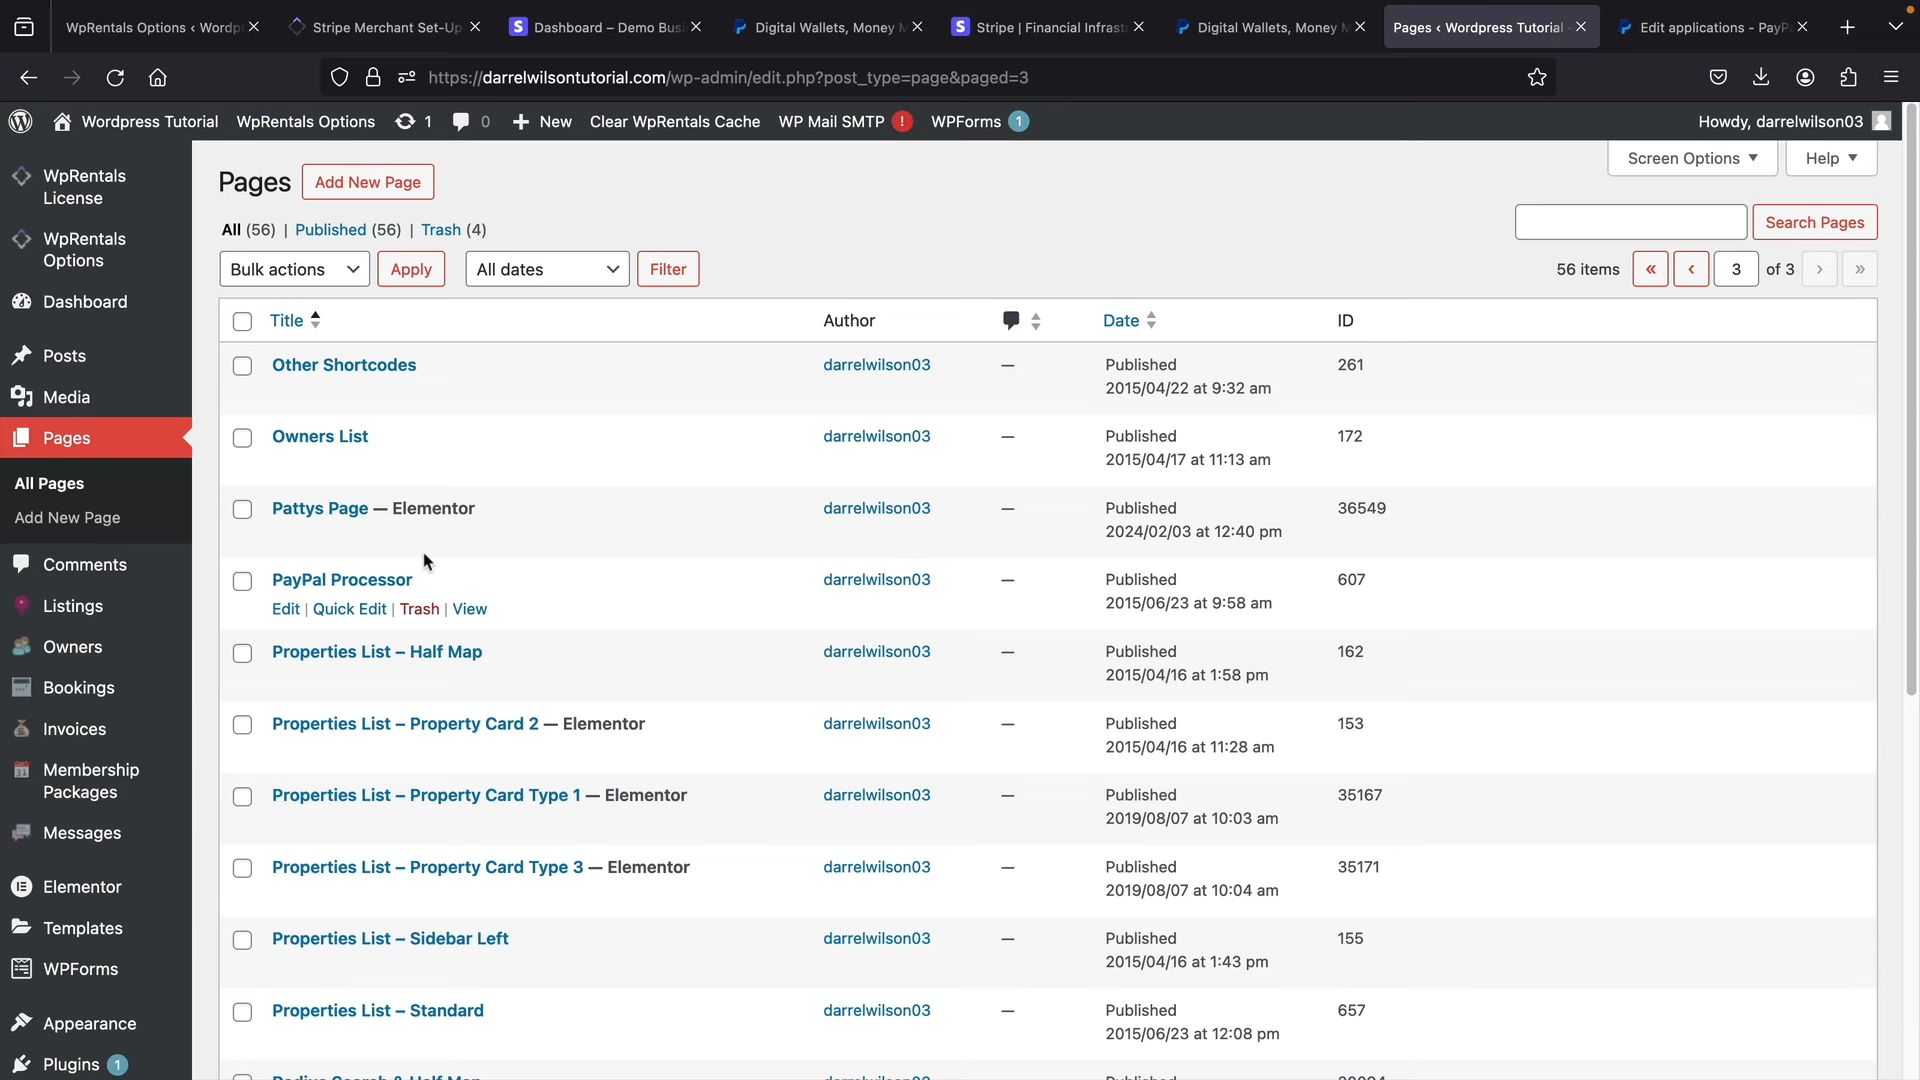 WpRentals Options ‹ Wordpr
Stripe Merchant Set-Up
Dashboard – Demo Busi
Digital Wallets, Money M
Stripe | Financial Infrastr
Digital Wallets, Money M
Pages ‹ Wordpress Tutorial
Edit applications - PayP
https://darrelwilsontutorial.com/wp-admin/edit.php?post_type=page&paged=3
Wordpress Tutorial
WpRentals Options
1
0
New
Clear WpRentals Cache
WP Mail SMTP !
WPForms 1
Howdy, darrelwilson03
WpRentals
License
WpRentals
Options
Dashboard
Posts
Media
Pages
All Pages
Add New Page
Comments
Listings
Owners
Bookings
Invoices
Membership
Packages
Messages
Elementor
Templates
WPForms
Appearance
Plugins 1
Screen Options
Help
Pages
Add New Page
All (56) | Published (56) | Trash (4)
Search Pages
Bulk actions
Apply
All dates
Filter
56 items « ‹ 3 of 3 › »
Title Author Date ID
Other Shortcodes darrelwilson03 — Published 261
2015/04/22 at 9:32 am
Owners List darrelwilson03 — Published 172
2015/04/17 at 11:13 am
Pattys Page — Elementor darrelwilson03 — Published 36549
2024/02/03 at 12:40 pm
PayPal Processor darrelwilson03 — Published 607
Edit | Quick Edit | Trash | View 2015/06/23 at 9:58 am
Properties List – Half Map darrelwilson03 — Published 162
2015/04/16 at 1:58 pm
Properties List – Property Card 2 — Elementor darrelwilson03 — Published 153
2015/04/16 at 11:28 am
Properties List – Property Card Type 1 — Elementor darrelwilson03 — Published 35167
2019/08/07 at 10:03 am
Properties List – Property Card Type 3 — Elementor darrelwilson03 — Published 35171
2019/08/07 at 10:04 am
Properties List – Sidebar Left darrelwilson03 — Published 155
2015/04/16 at 1:43 pm
Properties List – Standard darrelwilson03 — Published 657
2015/06/23 at 12:08 pm